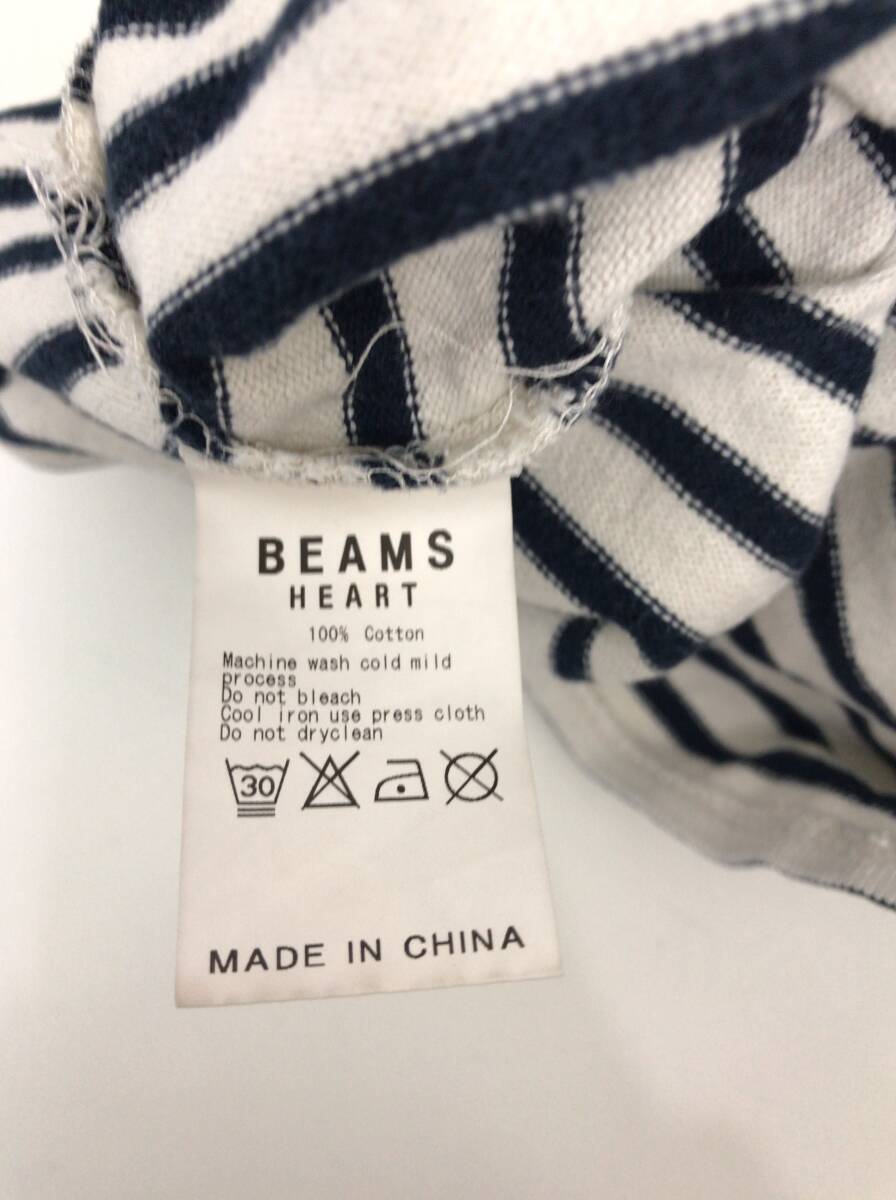 BEAMS
HEART
100% Cotton
Machine wash cold mild
process
Do not bleach
Cool iron use press cloth
Do not dryclean
30
MADE IN CHINA